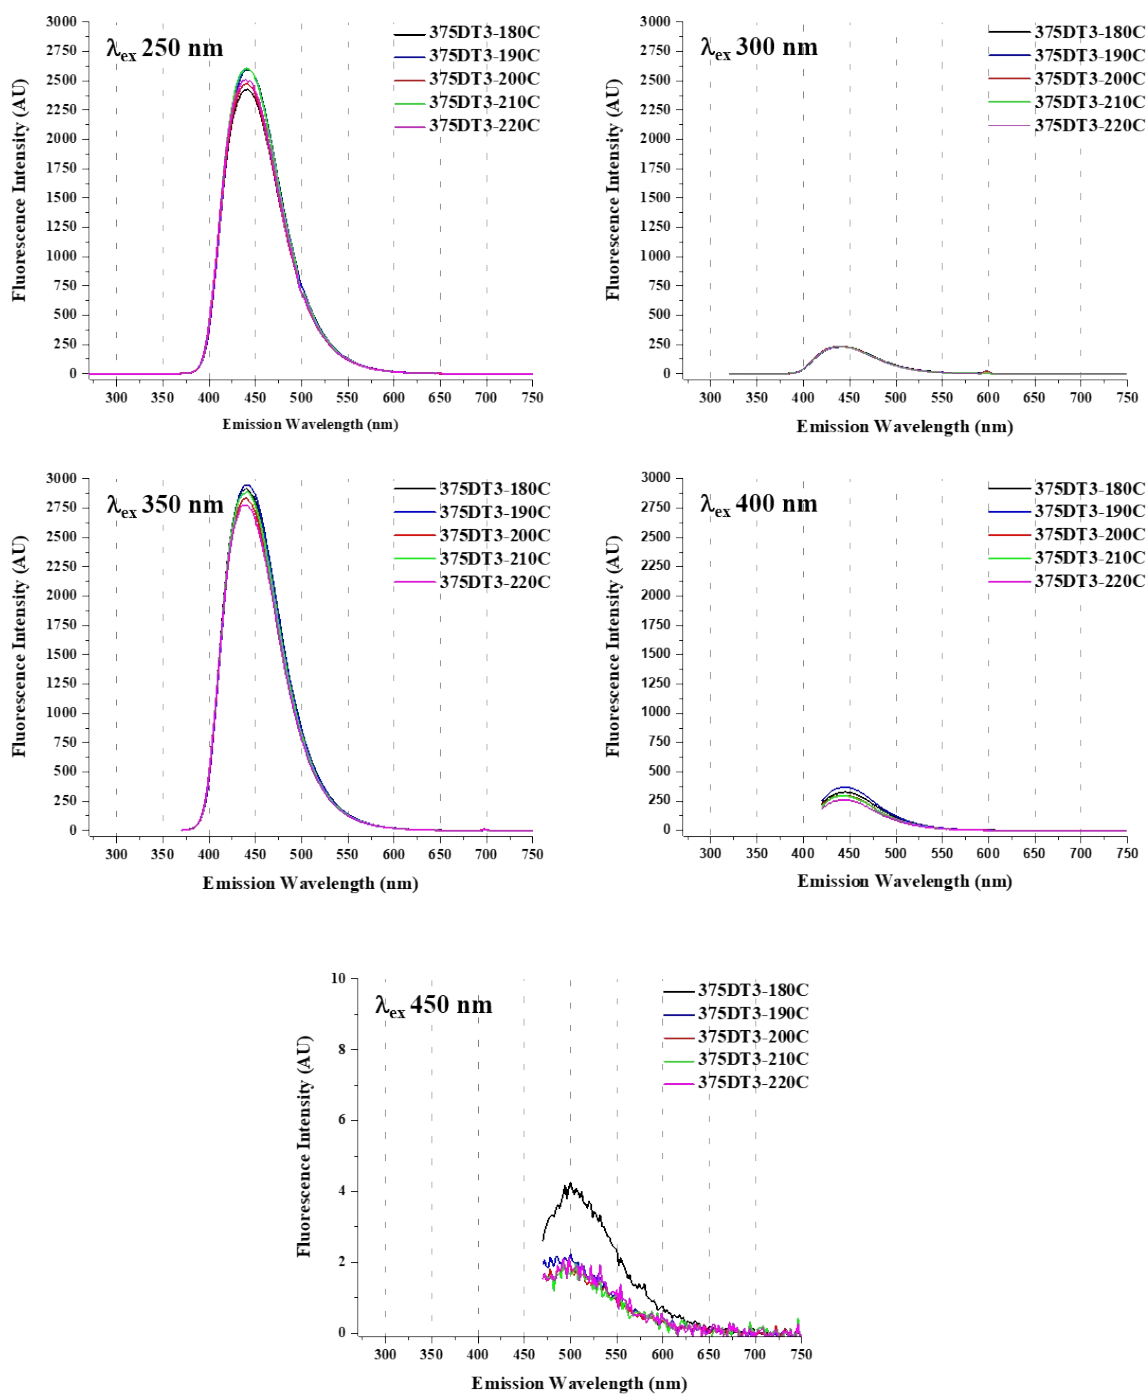 λex 250 nm
375DT3-180C
375DT3-190C
375DT3-200C
375DT3-210C
375DT3-220C
3000
2750
2500
2250
2000
1750
1500
1250
1000
750
500
250
0
Fluorescence Intensity (AU)
300 350 400 450 500 550 600 650 700 750
Emission Wavelength (nm)
λex 300 nm
375DT3-180C
375DT3-190C
375DT3-200C
375DT3-210C
375DT3-220C
3000
2750
2500
2250
2000
1750
1500
1250
1000
750
500
250
0
Fluorescence Intensity (AU)
300 350 400 450 500 550 600 650 700 750
Emission Wavelength (nm)
λex 350 nm
375DT3-180C
375DT3-190C
375DT3-200C
375DT3-210C
375DT3-220C
3000
2750
2500
2250
2000
1750
1500
1250
1000
750
500
250
0
Fluorescence Intensity (AU)
300 350 400 450 500 550 600 650 700 750
Emission Wavelength (nm)
λex 400 nm
375DT3-180C
375DT3-190C
375DT3-200C
375DT3-210C
375DT3-220C
3000
2750
2500
2250
2000
1750
1500
1250
1000
750
500
250
0
Fluorescence Intensity (AU)
300 350 400 450 500 550 600 650 700 750
Emission Wavelength (nm)
λex 450 nm
375DT3-180C
375DT3-190C
375DT3-200C
375DT3-210C
375DT3-220C
10
8
6
4
2
0
Fluorescence Intensity (AU)
300 350 400 450 500 550 600 650 700 750
Emission Wavelength (nm)